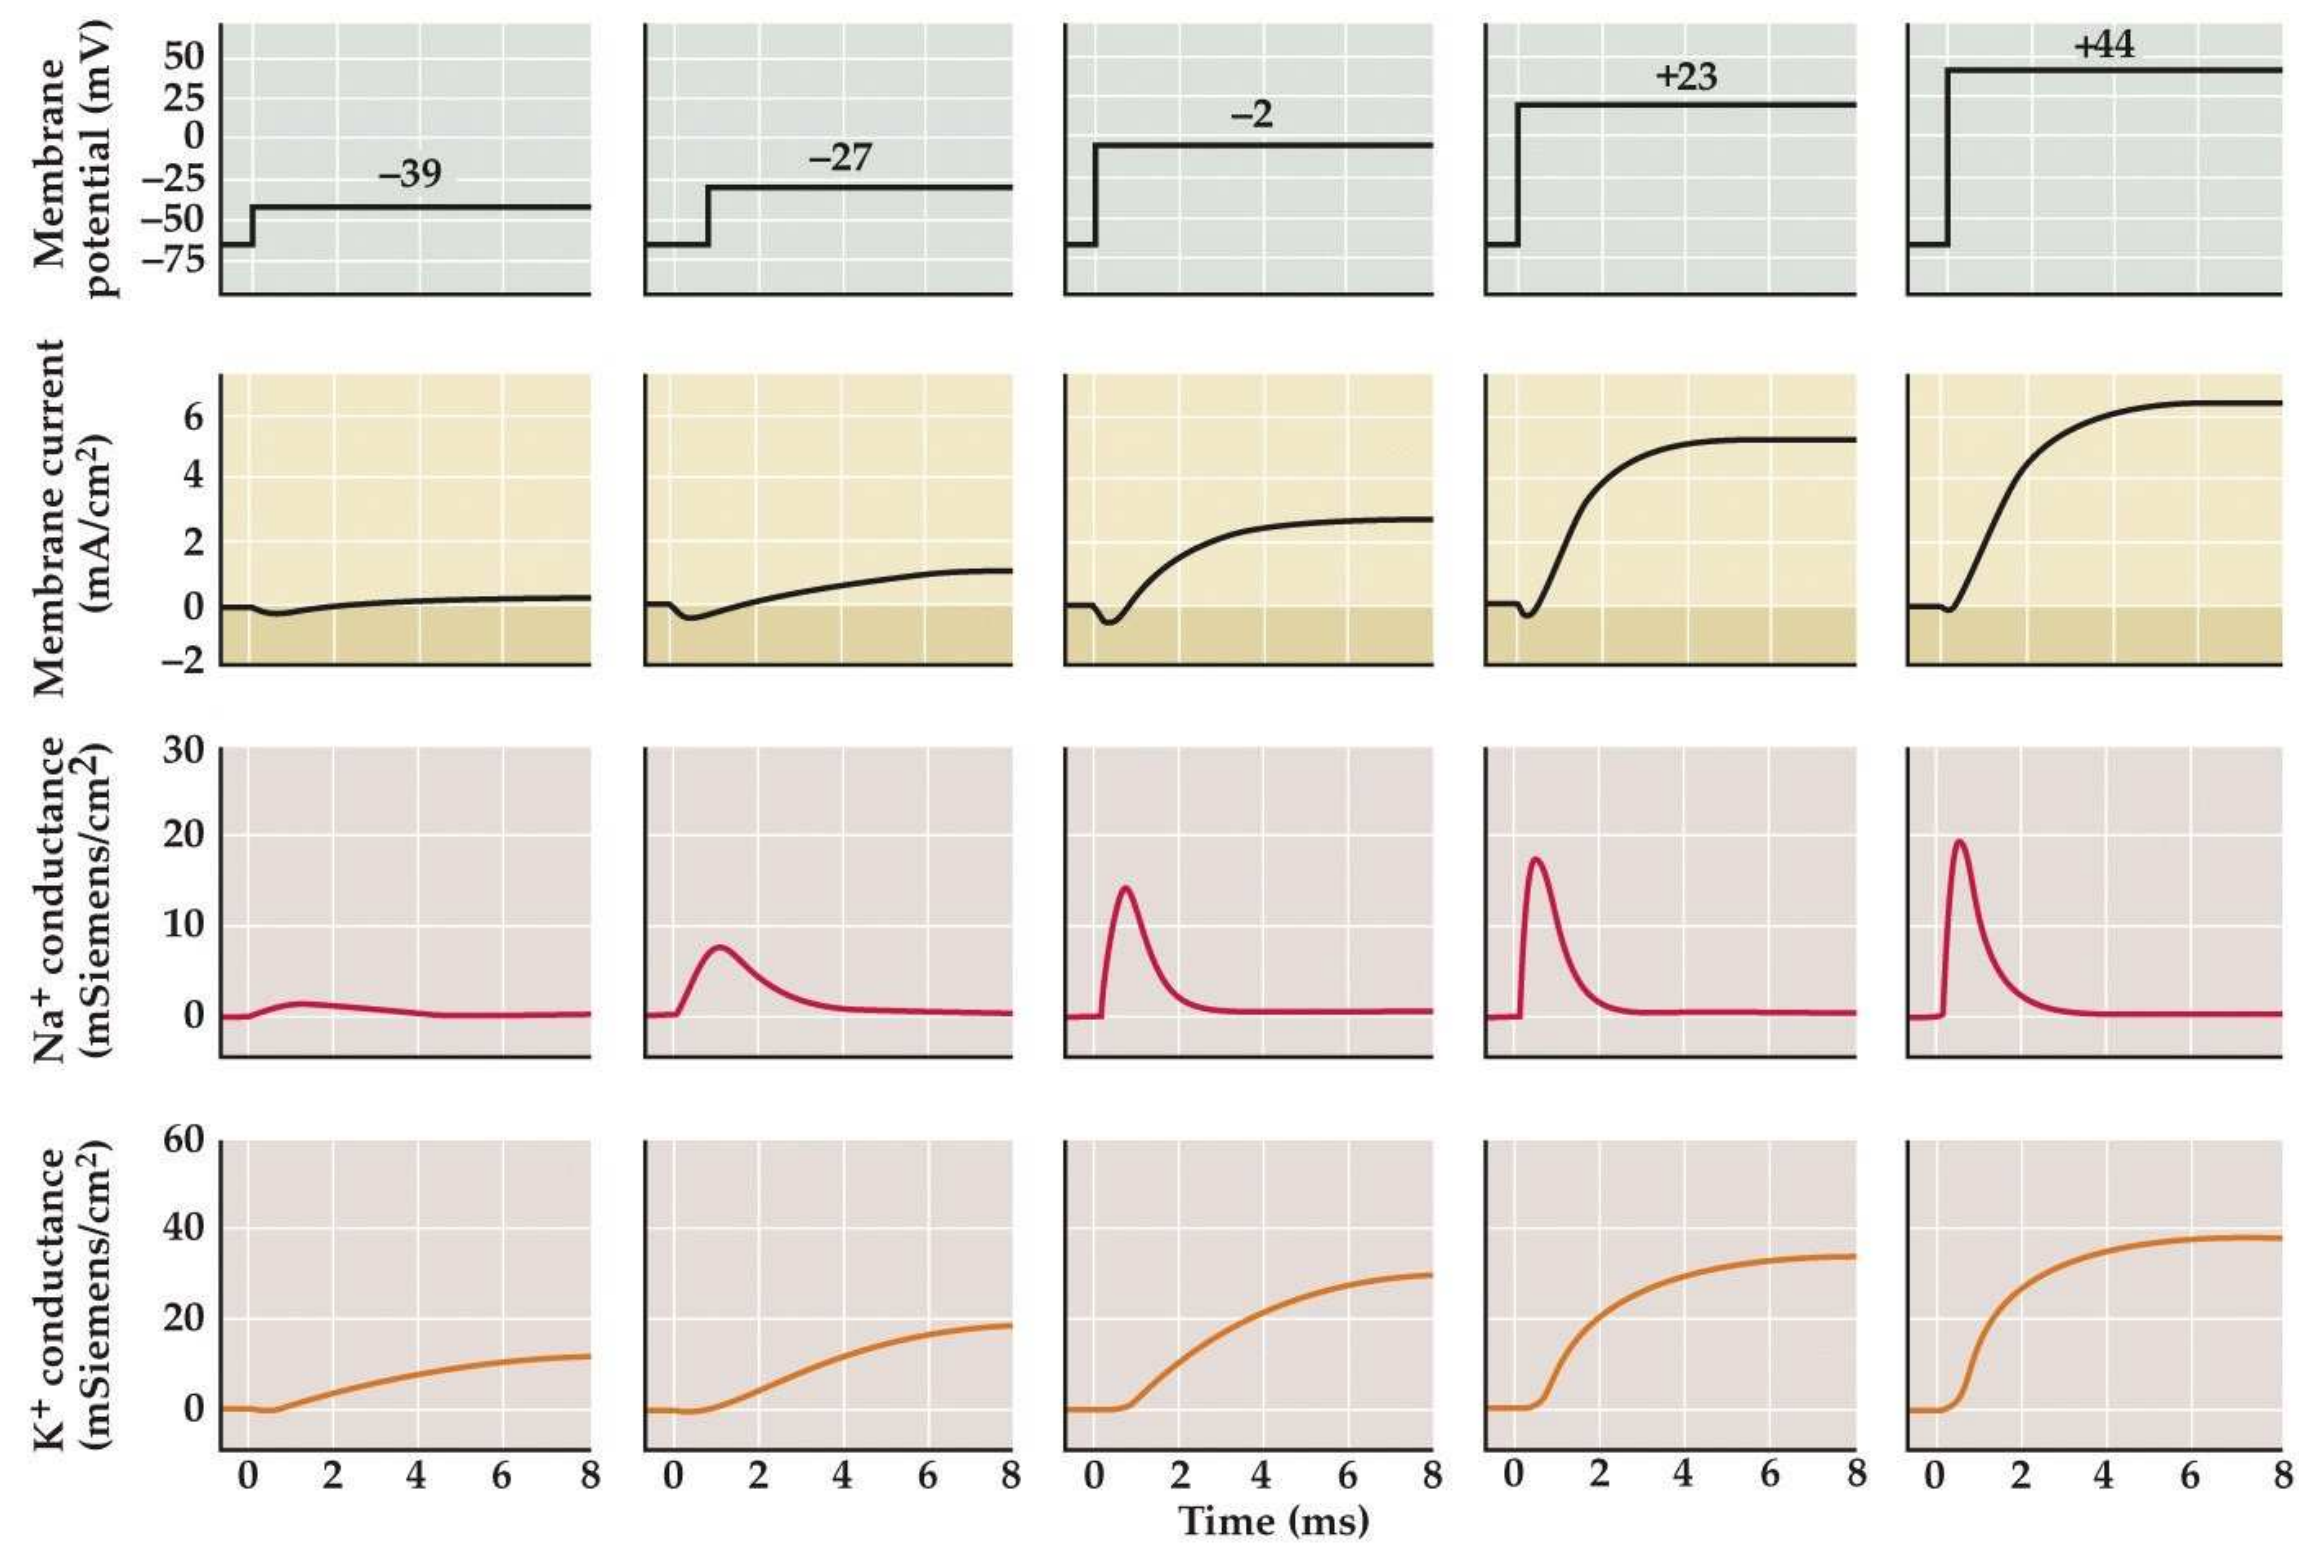 Membrane
potential (mV)
50
25
0
−25
−50
−75
−39
−27
−2
+23
+44
Membrane current
(mA/cm²)
6
4
2
0
−2
Na⁺ conductance
(mSiemens/cm²)
30
20
10
0
K⁺ conductance
(mSiemens/cm²)
60
40
20
0
0 2 4 6 8
0 2 4 6 8
0 2 4 6 8
0 2 4 6 8
0 2 4 6 8
Time (ms)